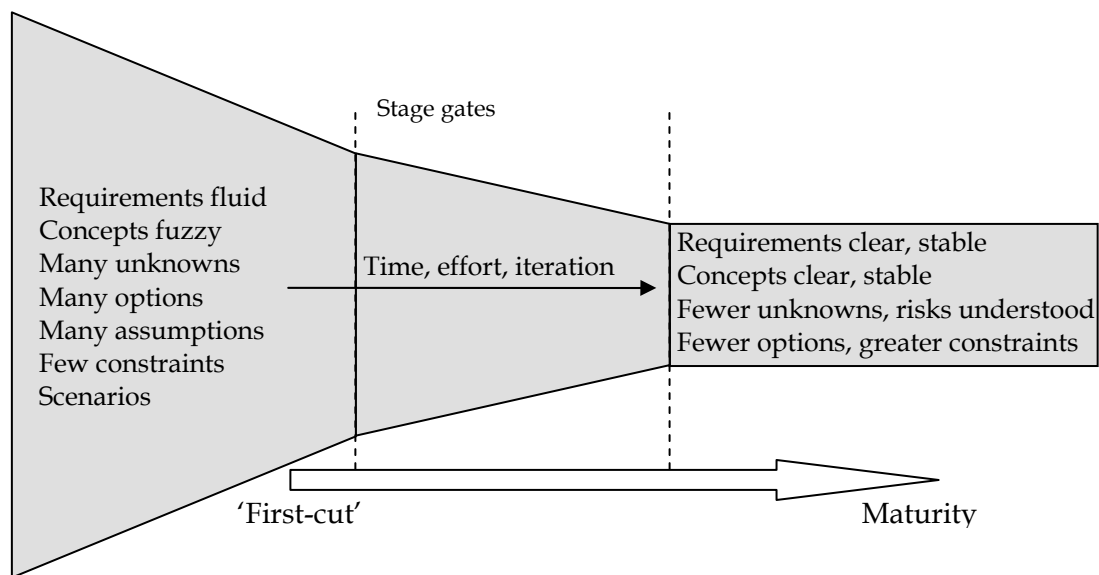 Stage gates
Requirements fluid
Concepts fuzzy
Many unknowns
Many options
Many assumptions
Few constraints
Scenarios
Time, effort, iteration
Requirements clear, stable
Concepts clear, stable
Fewer unknowns, risks understood
Fewer options, greater constraints
‘First-cut’
Maturity